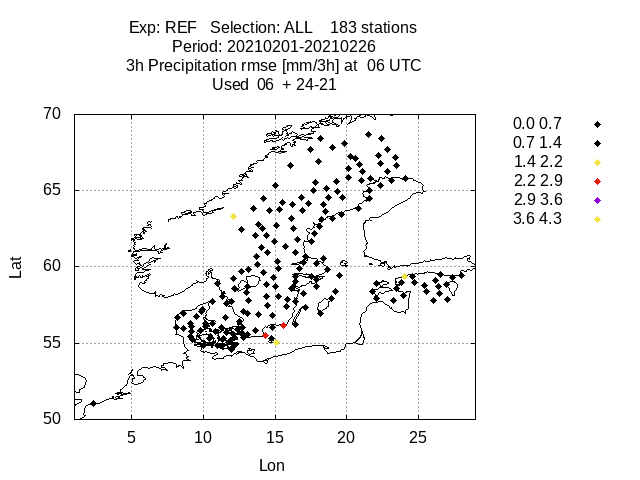 Exp: REF   Selection: ALL    183 stations
Period: 20210201-20210226
3h Precipitation rmse [mm/3h] at  06 UTC
Used  06  + 24-21
70
65
60
55
50
Lat
5 10 15 20 25
Lon
0.0 0.7
0.7 1.4
1.4 2.2
2.2 2.9
2.9 3.6
3.6 4.3